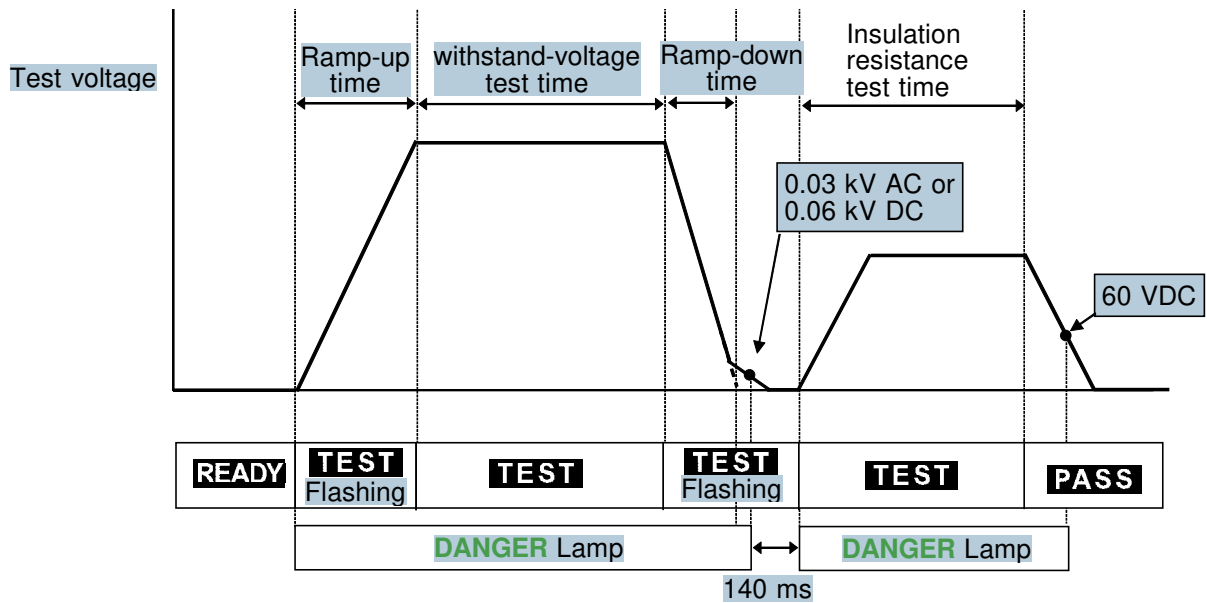 Test voltage
Ramp-up
time
withstand-voltage
test time
Ramp-down
time
Insulation
resistance
test time
0.03 kV AC or
0.06 kV DC
60 VDC
READY
TEST
Flashing
TEST
TEST
Flashing
TEST
PASS
DANGER Lamp
DANGER Lamp
140 ms